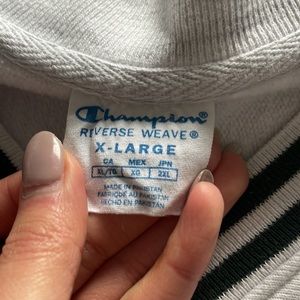 Champion®
REVERSE WEAVE®
X-LARGE
CA MEX JPN
XL/TG XG 2XL
MADE IN PAKISTAN
FABRIQUÉ AU PAKISTAN
HECHO EN PAKISTAN